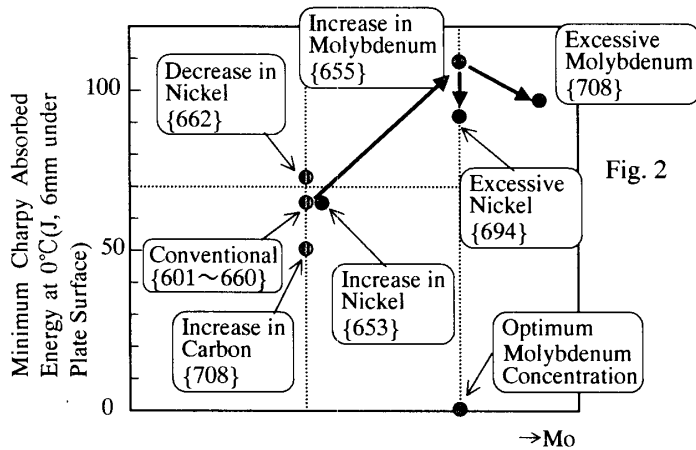 Minimum Charpy Absorbed
Energy at 0℃(J, 6mm under
Plate Surface)
100
50
0
Decrease in
Nickel
{662}
Increase in
Molybdenum
{655}
Excessive
Molybdenum
{708}
Conventional
{601～660}
Increase in
Carbon
{708}
Increase in
Nickel
{653}
Excessive
Nickel
{694}
Optimum
Molybdenum
Concentration
Fig. 2
→Mo